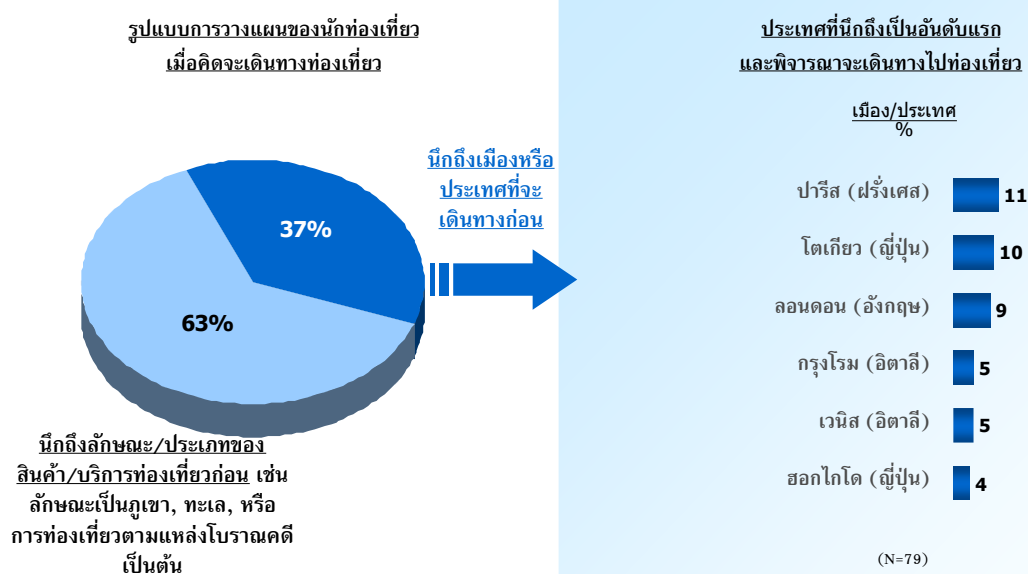 รูปแบบการวางแผนของนักท่องเที่ยว
เมื่อคิดจะเดินทางท่องเที่ยว
37%
63%
นึกถึงเมืองหรือ
ประเทศที่จะ
เดินทางก่อน
นึกถึงลักษณะ/ประเภทของ
สินค้า/บริการท่องเที่ยวก่อน เช่น
ลักษณะเป็นภูเขา, ทะเล, หรือ
การท่องเที่ยวตามแหล่งโบราณคดี
เป็นต้น
ประเทศที่นึกถึงเป็นอันดับแรก
และพิจารณาจะเดินทางไปท่องเที่ยว
เมือง/ประเทศ
%
ปารีส (ฝรั่งเศส) 11
โตเกียว (ญี่ปุ่น) 10
ลอนดอน (อังกฤษ) 9
กรุงโรม (อิตาลี) 5
เวนิส (อิตาลี) 5
ฮอกไกโด (ญี่ปุ่น) 4
(N=79)